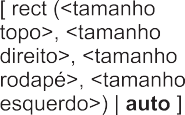 [ rect (<tamanho
topo>, <tamanho
direito>, <tamanho
rodapé>, <tamanho
esquerdo>) | auto ]